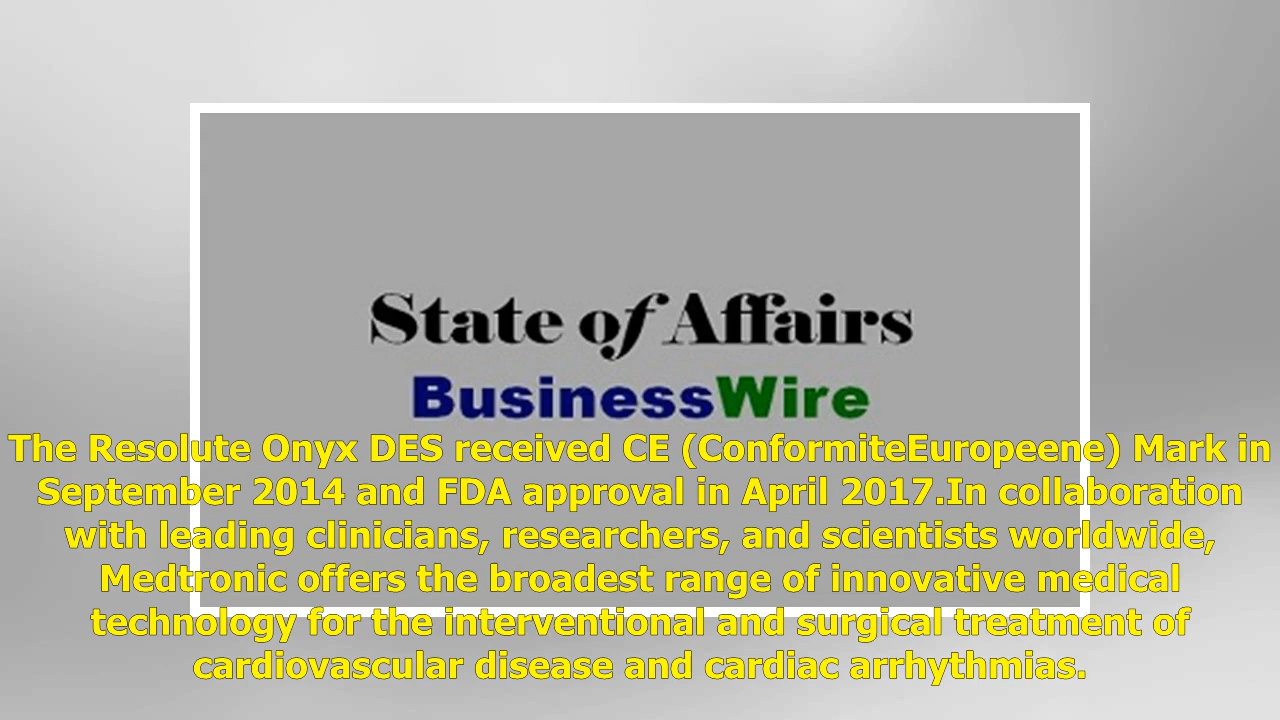 State of Affairs
BusinessWire
The Resolute Onyx DES received CE (ConformiteEuropeene) Mark in
September 2014 and FDA approval in April 2017.In collaboration
with leading clinicians, researchers, and scientists worldwide,
Medtronic offers the broadest range of innovative medical
technology for the interventional and surgical treatment of
cardiovascular disease and cardiac arrhythmias.